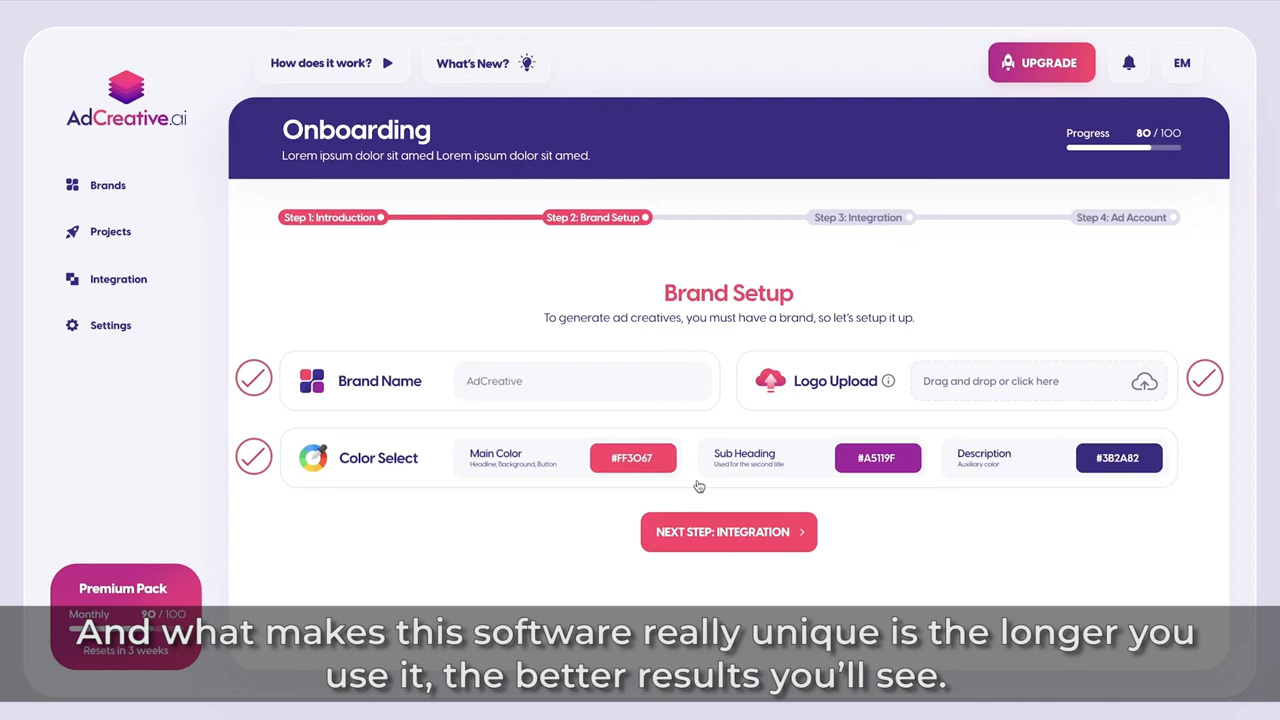 How does it work?
What's New?
UPGRADE
EM
AdCreative.ai
Onboarding
Lorem ipsum dolor sit amed Lorem ipsum dolor sit amed.
Progress 80 / 100
Brands
Projects
Integration
Settings
Step 1: Introduction
Step 2: Brand Setup
Step 3: Integration
Step 4: Ad Account
Brand Setup
To generate ad creatives, you must have a brand, so let's setup it up.
Brand Name
AdCreative
Logo Upload
Drag and drop or click here
Color Select
Main Color
Headline, Background, Button
#FF3O67
Sub Heading
Used for the second title
#A5119F
Description
Auxiliary color
#3B2A82
NEXT STEP: INTEGRATION
Premium Pack
Monthly 90 / 100
Resets in 3 weeks
And what makes this software really unique is the longer you
use it, the better results you'll see.